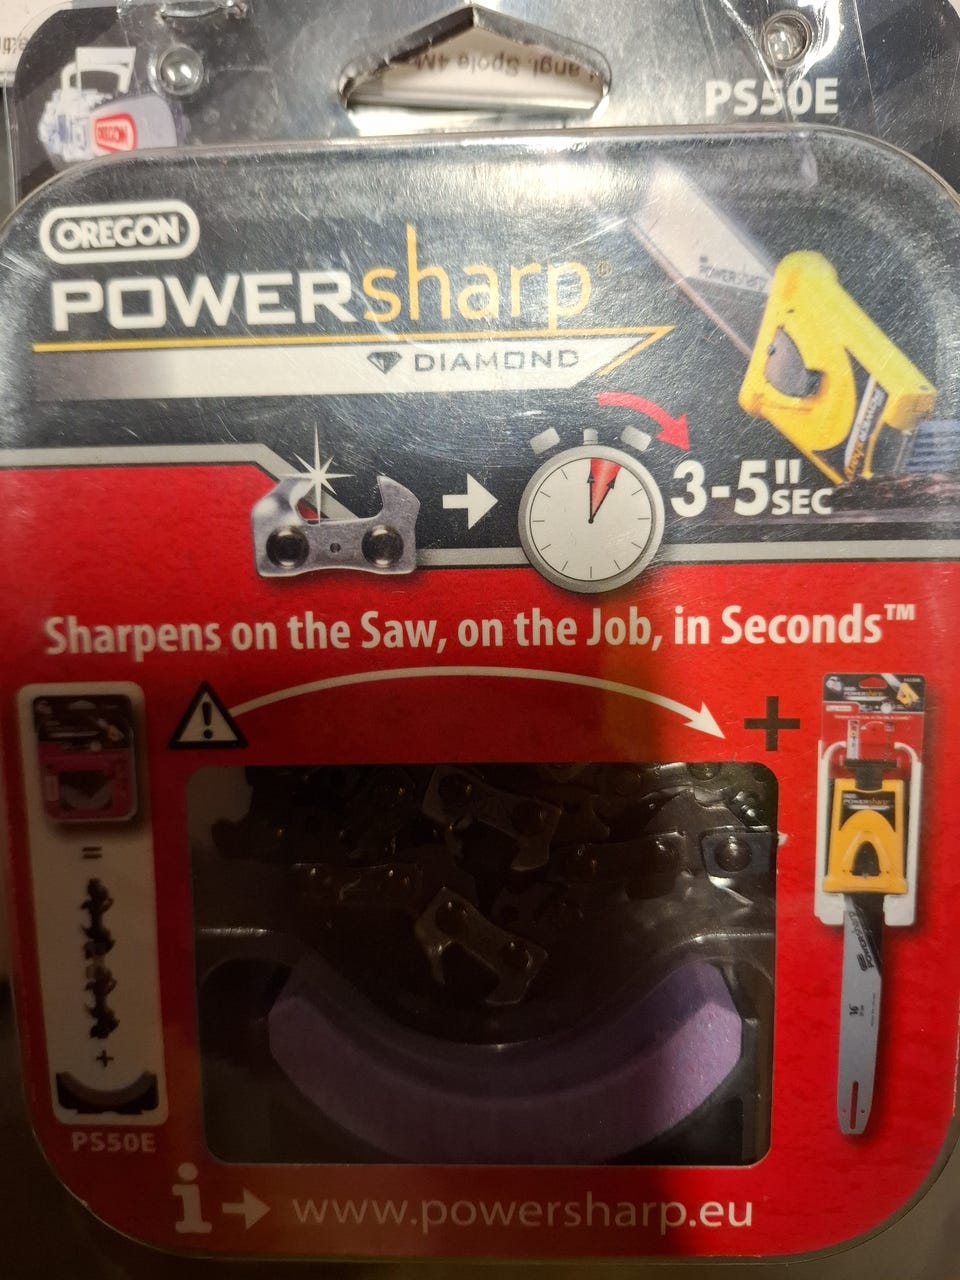 PS50E
OREGON
POWERsharp®
DIAMOND
3-5"
SEC
Sharpens on the Saw, on the Job, in Seconds™
=
+
+
PS50E
i www.powersharp.eu